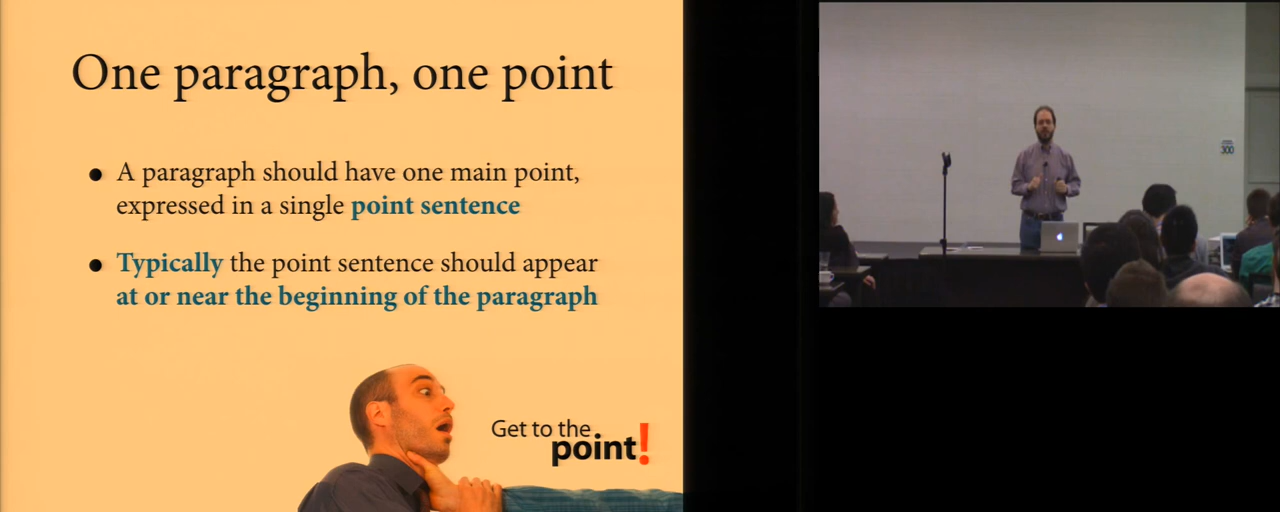 One paragraph, one point
● A paragraph should have one main point,
expressed in a single point sentence
● Typically the point sentence should appear
at or near the beginning of the paragraph
Get to the
point!
300